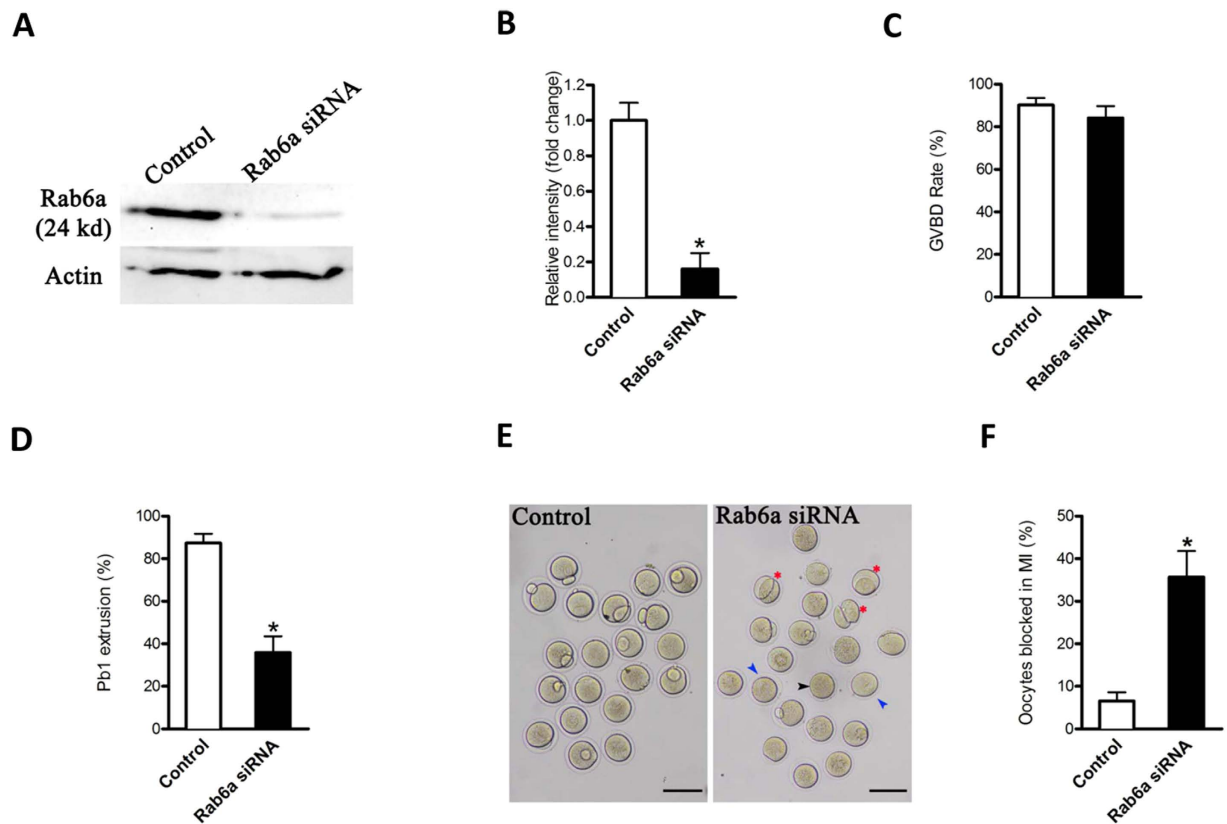 A
Control
Rab6a siRNA
Rab6a
(24 kd)
Actin
B
Relative intensity (fold change)
1.2
1.0
0.8
0.6
0.4
0.2
0.0
*
Control
Rab6a siRNA
C
GVBD Rate (%)
100
80
60
40
20
0
Control
Rab6a siRNA
D
Pb1 extrusion (%)
100
80
60
40
20
0
*
Control
Rab6a siRNA
E
Control
Rab6a siRNA
*
*
*
F
Oocytes blocked in MI (%)
50
40
30
20
10
0
*
Control
Rab6a siRNA